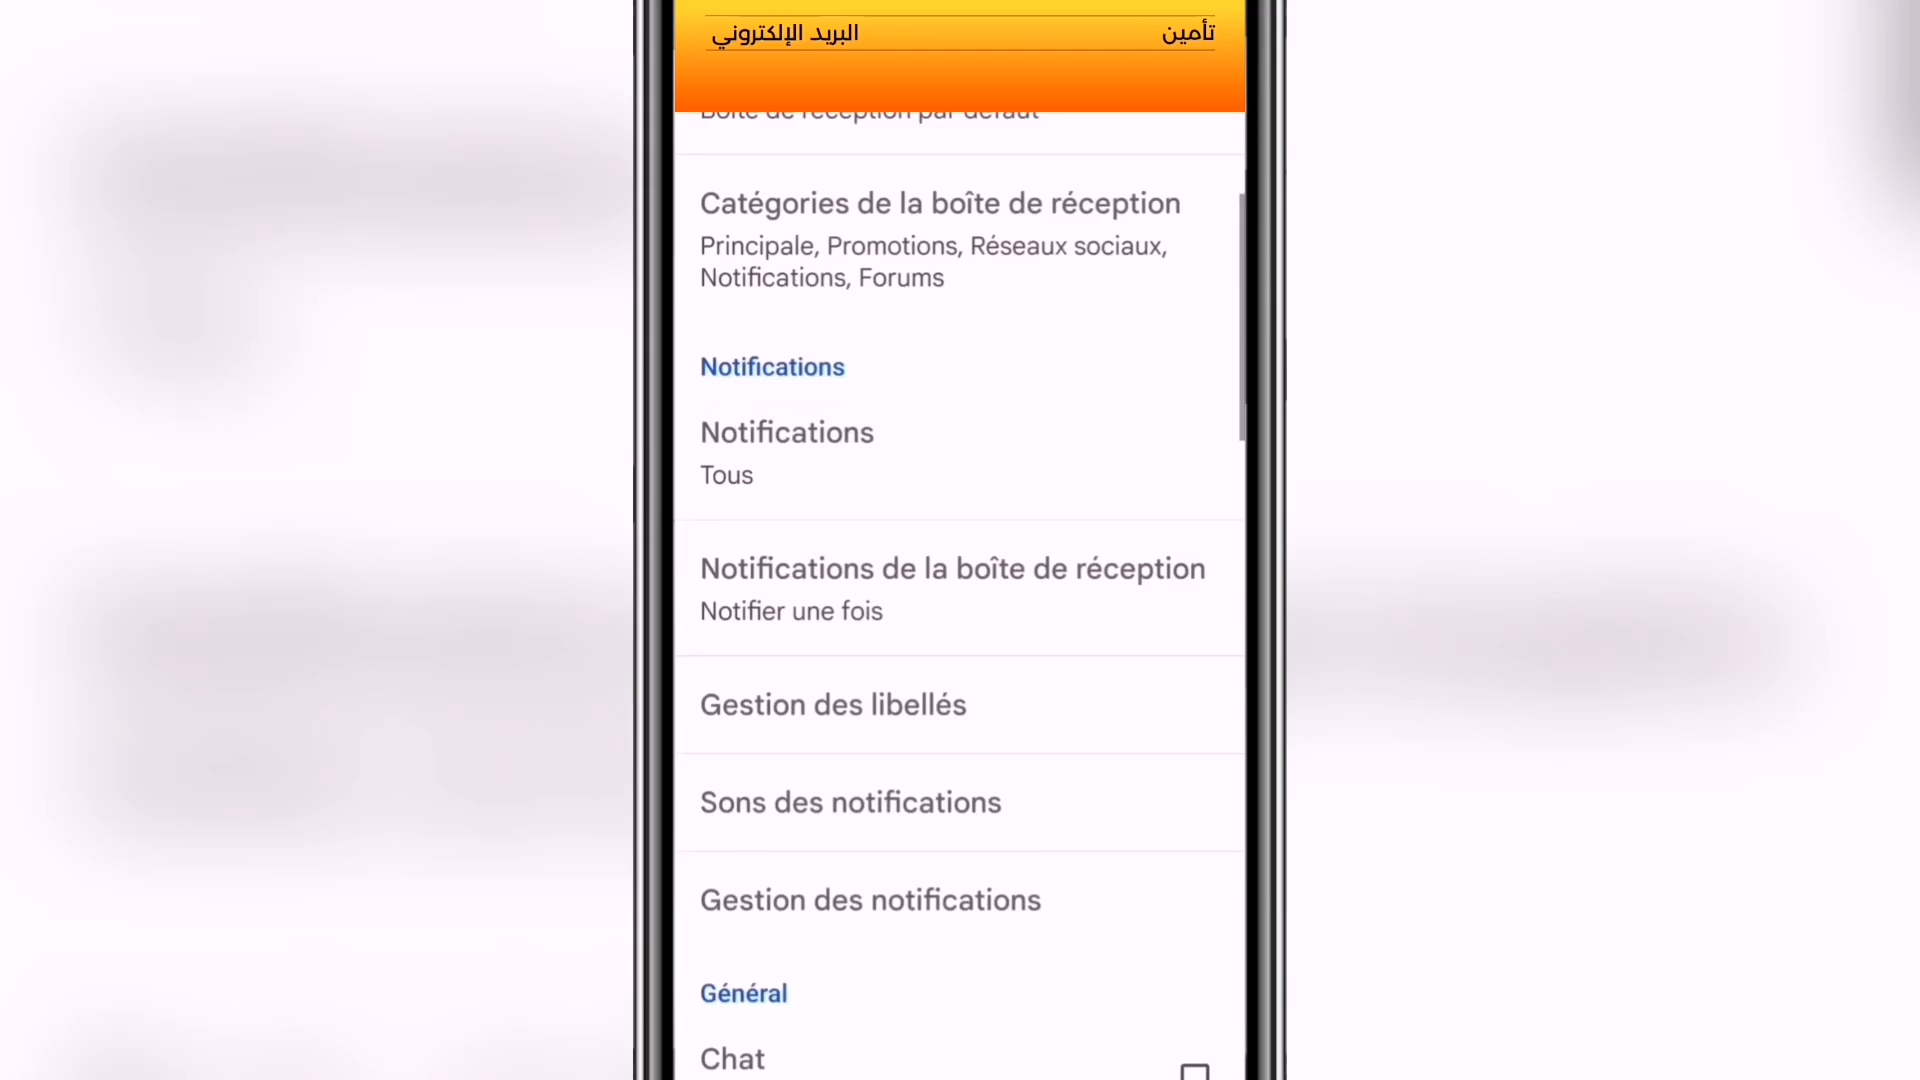 تأمين البريد الإلكتروني
Boîte de réception par défaut
Catégories de la boîte de réception
Principale, Promotions, Réseaux sociaux,
Notifications, Forums
Notifications
Notifications
Tous
Notifications de la boîte de réception
Notifier une fois
Gestion des libellés
Sons des notifications
Gestion des notifications
Général
Chat